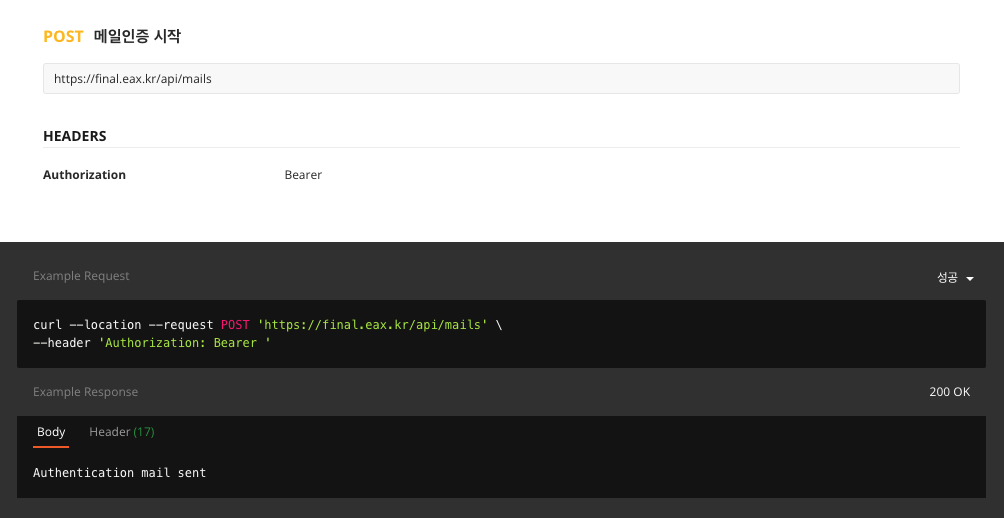 POST 메일인증 시작
https://final.eax.kr/api/mails
HEADERS
Authorization Bearer
Example Request 성공
curl --location --request POST 'https://final.eax.kr/api/mails' \
--header 'Authorization: Bearer '
Example Response 200 OK
Body Header (17)
Authentication mail sent